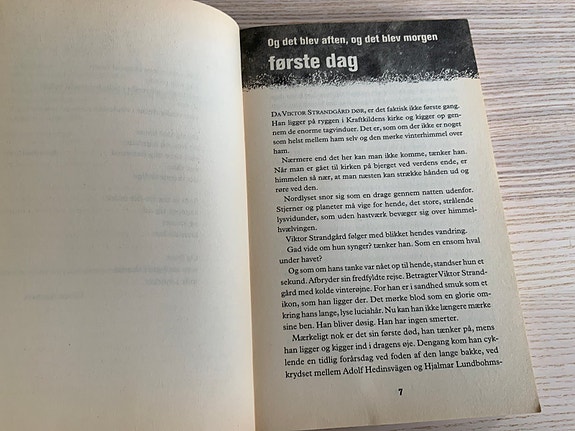 Og det blev aften, og det blev morgen
første dag
DA VIKTOR STRANDGÅRD DØR, er det faktisk ikke første gang.
Han ligger på ryggen i Kraftkildens kirke og kigger op gen-
nem de enorme tagvinduer. Det er, som om der ikke er noget
som helst mellem ham selv og den mørke vinterhimmel over
ham.
Nærmere end det her kan man ikke komme, tænker han.
Når man er gået til kirken på bjerget ved verdens ende, er
himmelen så nær, at man næsten kan strække hånden ud og
røre ved den.
Nordlyset snor sig som en drage gennem natten udenfor.
Stjerner og planeter må vige for hende, det store, strålende
lysvidunder, som uden hastværk bevæger sig over himmel-
hvælvingen.
Viktor Strandgård følger med blikket hendes vandring.
Gad vide om hun synger? tænker han. Som en ensom hval
under havet?
Og som om hans tanke var nået op til hende, standser hun et
sekund. Afbryder sin fredfyldte rejse. Betragter Viktor Strand-
gård med kolde vinterøjne. For han er i sandhed smuk som et
ikon, som han ligger der. Det mørke blod som en glorie om-
kring hans lange, lyse luciahår. Nu kan han ikke længere mærke
sine ben. Han bliver døsig. Han har ingen smerter.
Mærkeligt nok er det sin første død, han tænker på, mens
han ligger og kigger ind i dragens øje. Dengang kom han cyk-
lende en tidlig forårsdag ved foden af den lange bakke, ved
krydset mellem Adolf Hedinsvägen og Hjalmar Lundbohms-
7